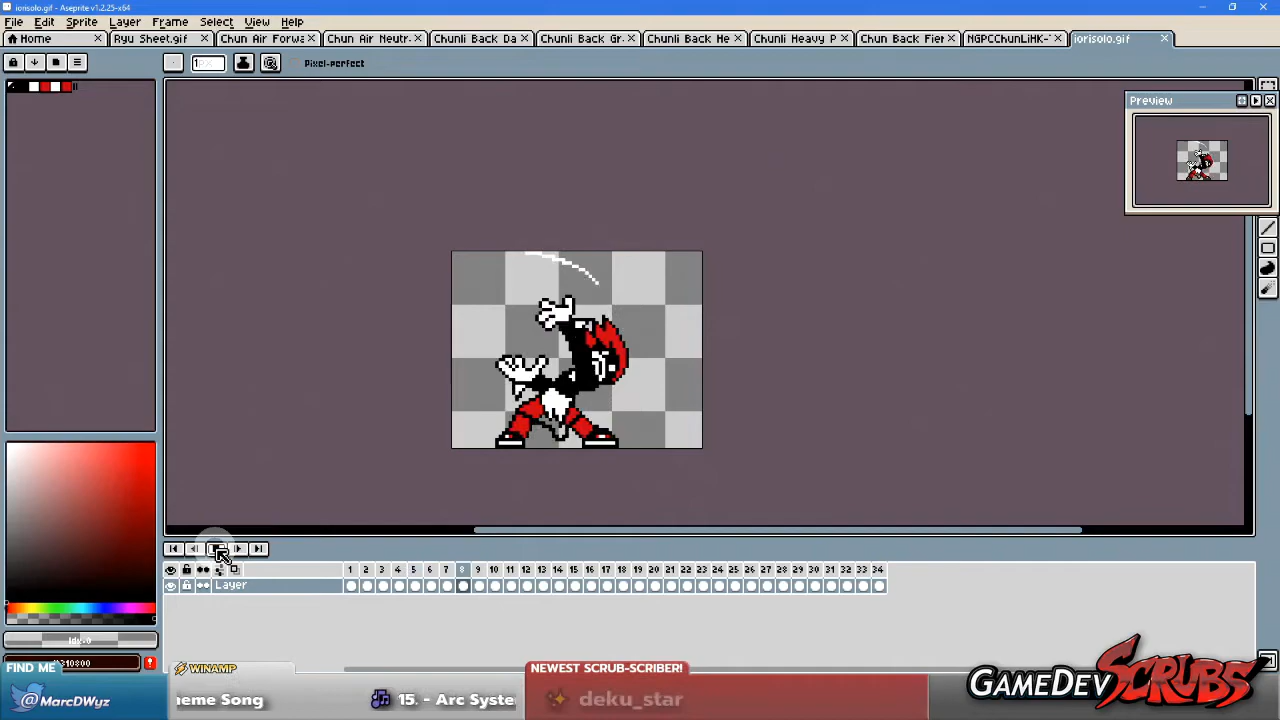 iorisolo.gif - Aseprite v1.2.25-x64
File Edit Sprite Layer Frame Select View Help
Home Ryu Sheet.gif Chun Air Forwa Chun Air Neutr. Chunli Back Da Chunli Back Gr. Chunli Back He Chunli Heavy P Chun Back Fier NGPCChunLiHK- iorisolo.gif
Pixel-perfect
Preview
1 2 3 4 5 6 7 8 9 10 11 12 13 14 15 16 17 18 19 20 21 22 23 24 25 26 27 28 29 30 31 32 33 34
Layer
Idx-0
FIND ME
@MarcDWyz
WINAMP
heme Song
15. - Arc Syste
NEWEST SCRUB-SCRIBER!
deku_star
GAMEDEV SCRUBS